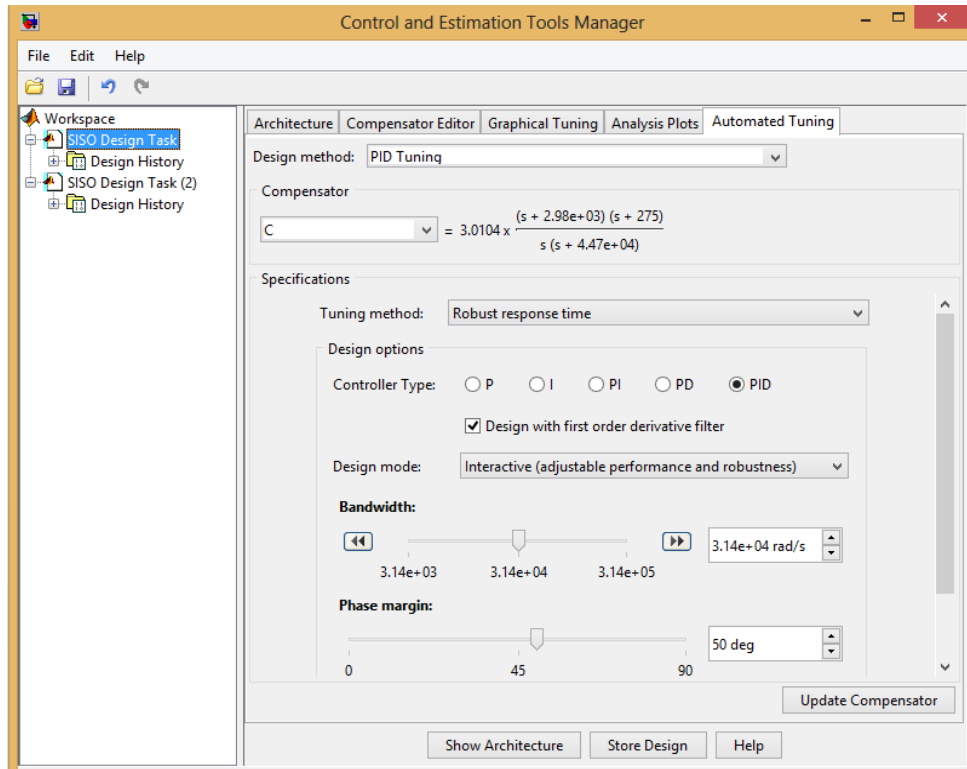 Control and Estimation Tools Manager
File Edit Help
Workspace
SISO Design Task
Design History
SISO Design Task (2)
Design History
Architecture Compensator Editor Graphical Tuning Analysis Plots Automated Tuning
Design method: PID Tuning
Compensator
C = 3.0104 x (s + 2.98e+03) (s + 275)
s (s + 4.47e+04)
Specifications
Tuning method: Robust response time
Design options
Controller Type: P I PI PD PID
Design with first order derivative filter
Design mode: Interactive (adjustable performance and robustness)
Bandwidth:
3.14e+04 rad/s
3.14e+03 3.14e+04 3.14e+05
Phase margin:
50 deg
0 45 90
Update Compensator
Show Architecture Store Design Help